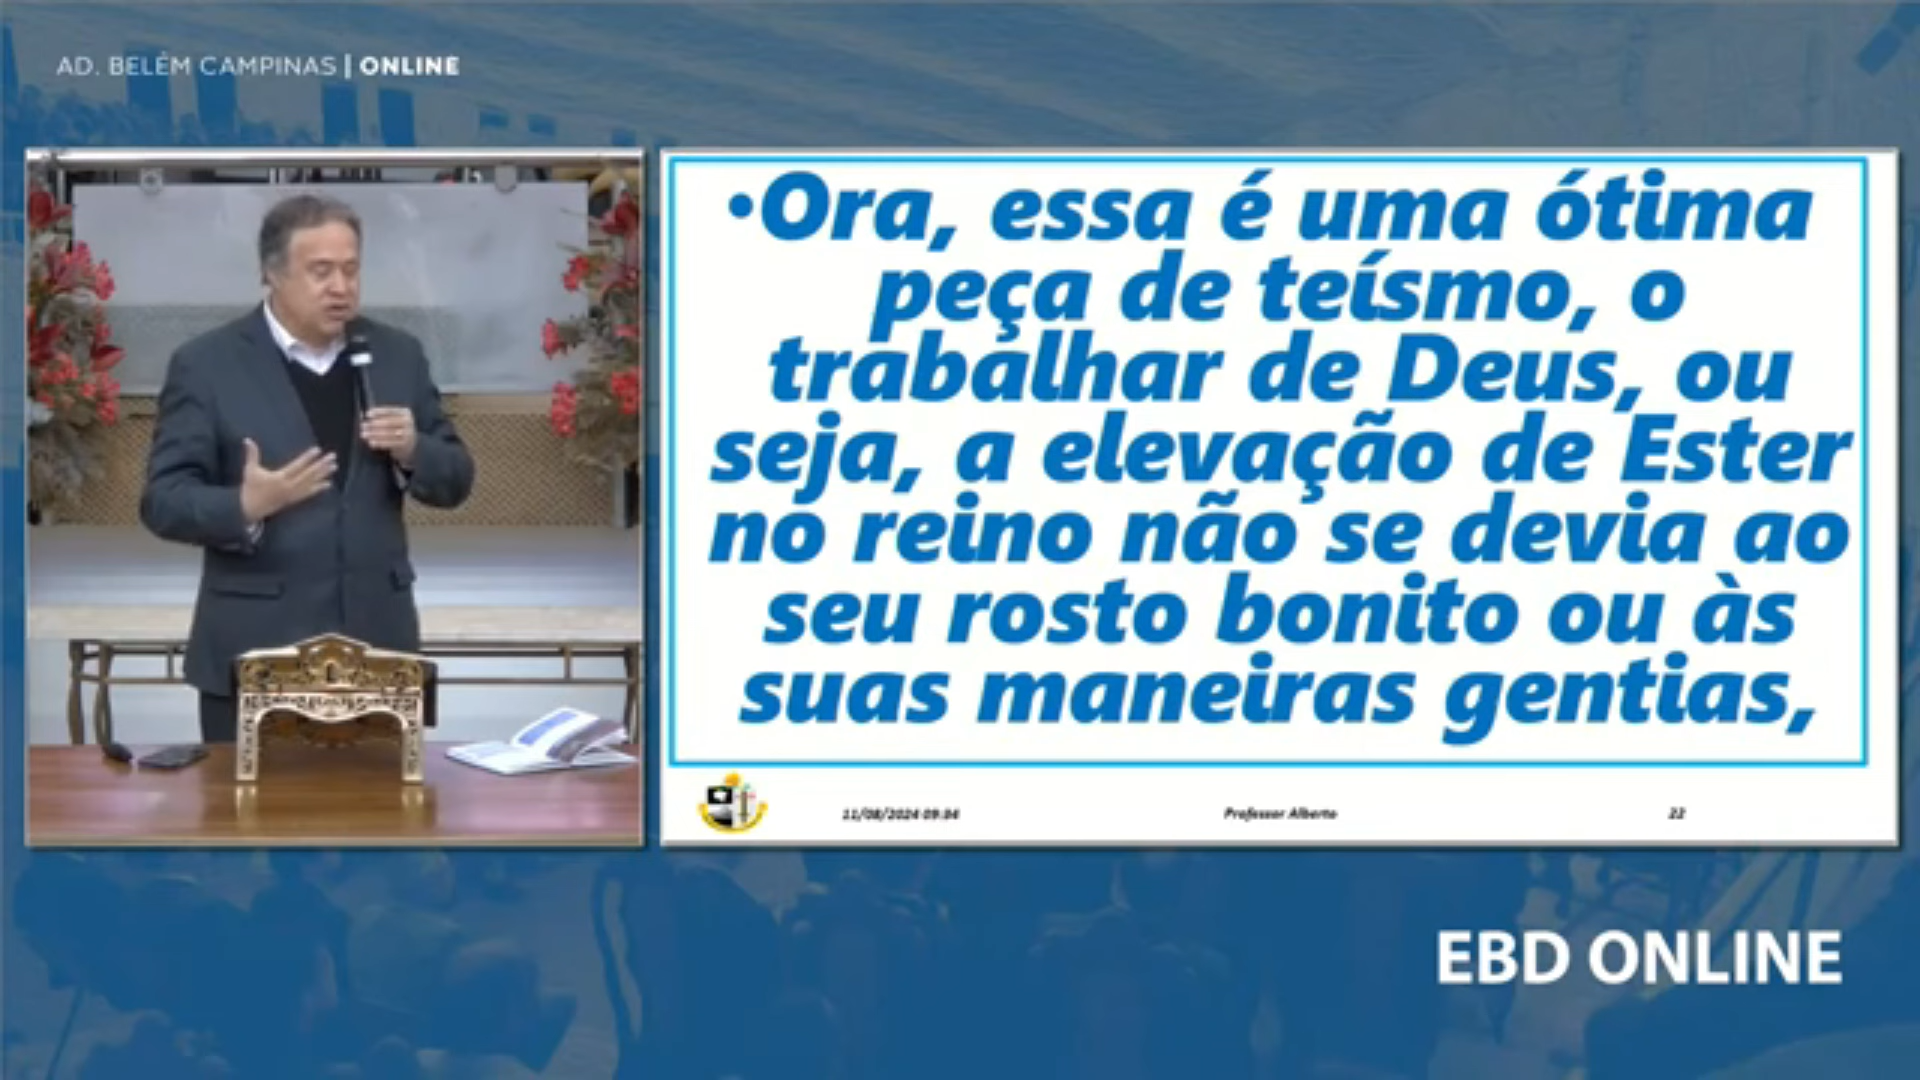 AD. BELÉM CAMPINAS | ONLINE
•Ora, essa é uma ótima
peça de teísmo, o
trabalhar de Deus, ou
seja, a elevação de Ester
no reino não se devia ao
seu rosto bonito ou às
suas maneiras gentias,
11/08/2024 09:04
Professor Alberto
22
EBD ONLINE